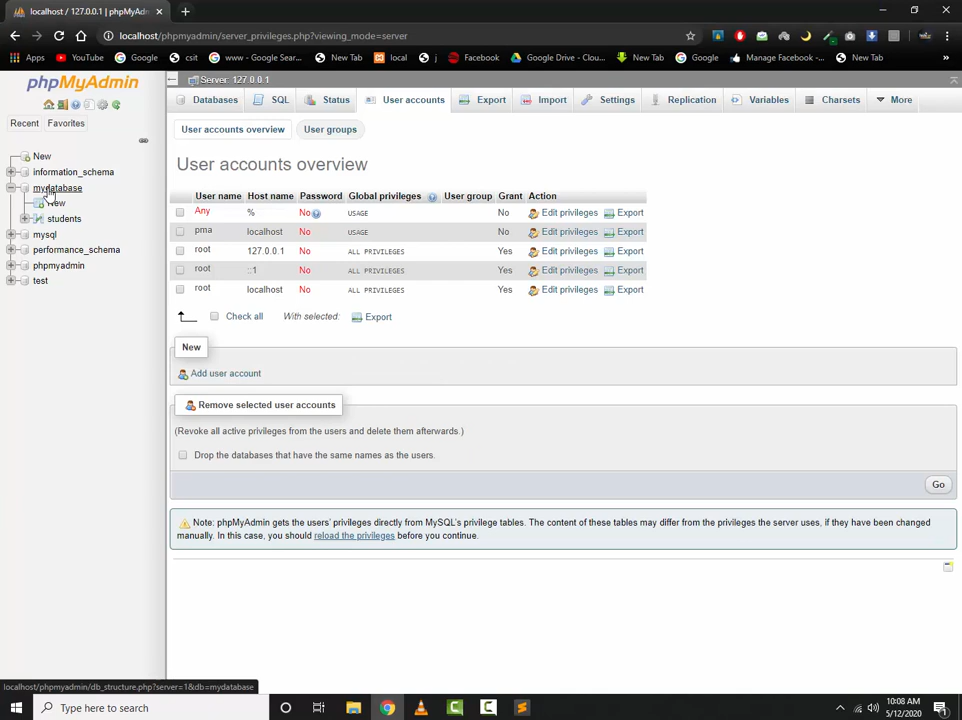 localhost / 127.0.0.1 | phpMyAdm
localhost/phpmyadmin/server_privileges.php?viewing_mode=server
Apps YouTube Google csit www - Google Sear... New Tab local j Facebook Google Drive - Clou... New Tab Google Manage Facebook... New Tab
phpMyAdmin
Recent Favorites
New
information_schema
mydatabase
New
students
mysql
performance_schema
phpmyadmin
test
Server: 127.0.0.1
Databases SQL Status User accounts Export Import Settings Replication Variables Charsets More
User accounts overview User groups
User accounts overview
User name Host name Password Global privileges User group Grant Action
Any % No USAGE No Edit privileges Export
pma localhost No USAGE No Edit privileges Export
root 127.0.0.1 No ALL PRIVILEGES Yes Edit privileges Export
root ::1 No ALL PRIVILEGES Yes Edit privileges Export
root localhost No ALL PRIVILEGES Yes Edit privileges Export
Check all With selected: Export
New
Add user account
Remove selected user accounts
(Revoke all active privileges from the users and delete them afterwards.)
Drop the databases that have the same names as the users.
Go
Note: phpMyAdmin gets the users' privileges directly from MySQL's privilege tables. The content of these tables may differ from the privileges the server uses, if they have been changed
manually. In this case, you should reload the privileges before you continue.
localhost/phpmyadmin/db_structure.php?server=1&db=mydatabase
Type here to search
10:08 AM
5/12/2020